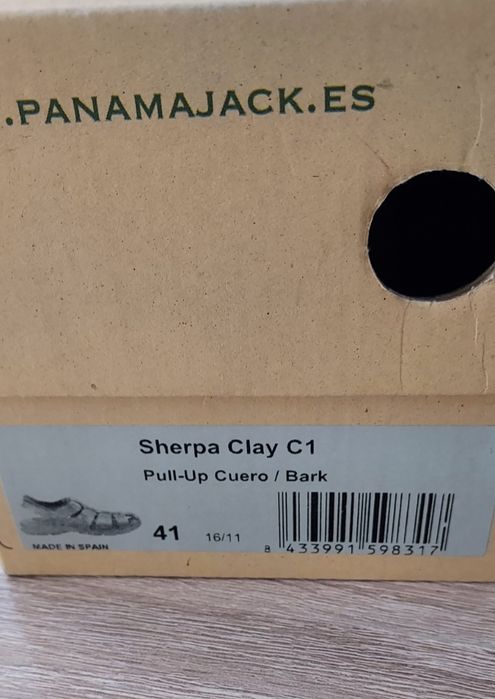 .PANAMAJACK.ES
Sherpa Clay C1
Pull-Up Cuero / Bark
41 16/11
MADE IN SPAIN
8 433991 598317